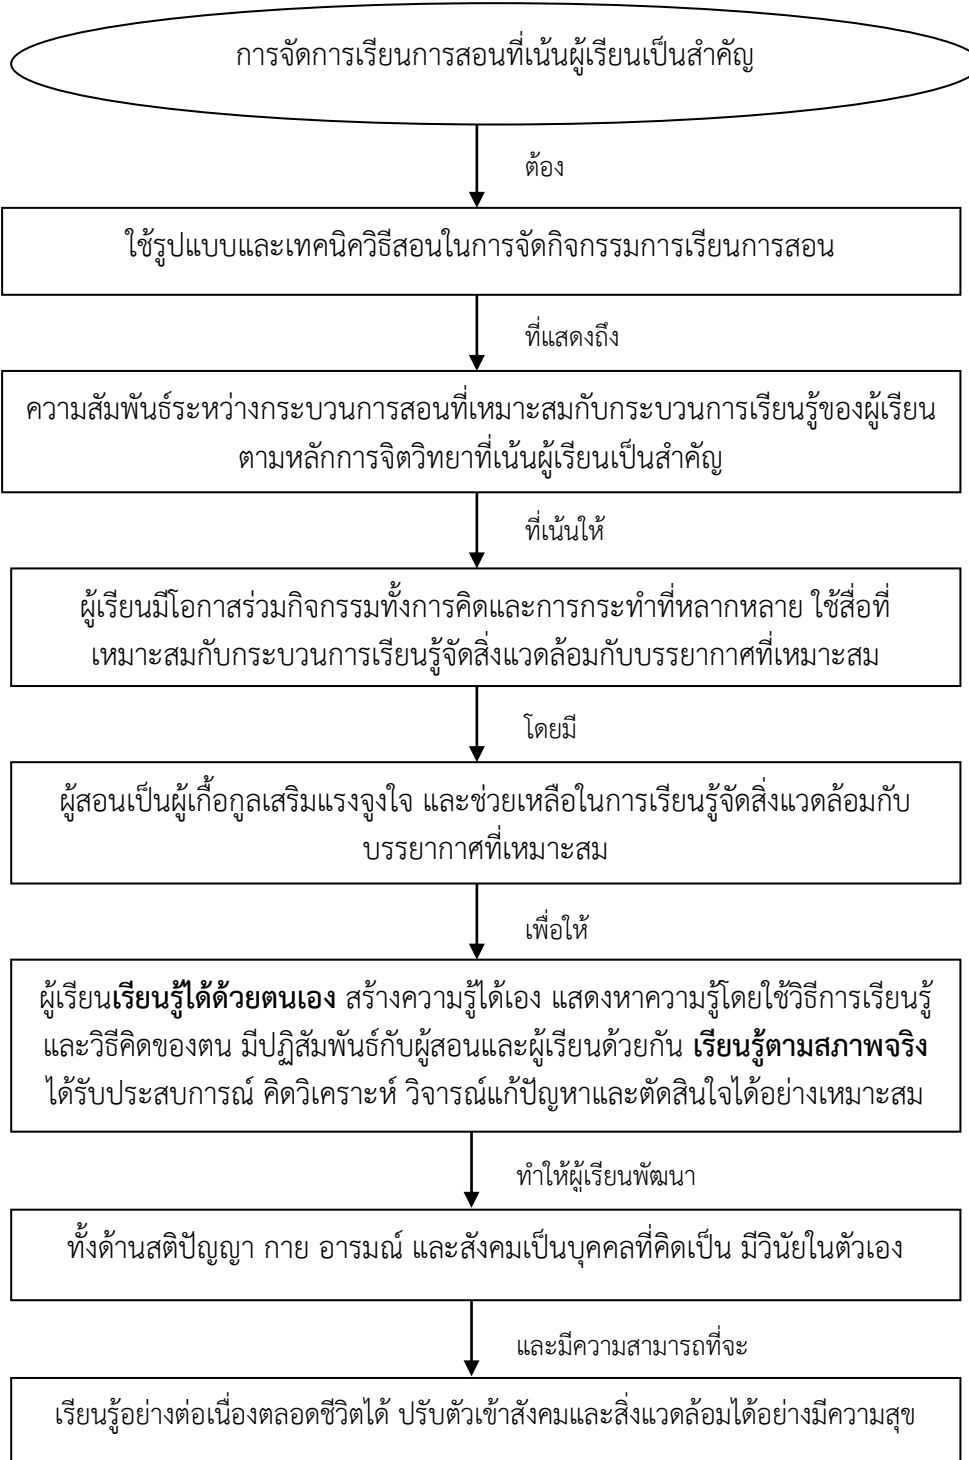 การจัดการเรียนการสอนที่เน้นผู้เรียนเป็นสำคัญ
ต้อง
ใช้รูปแบบและเทคนิควิธีสอนในการจัดกิจกรรมการเรียนการสอน
ที่แสดงถึง
ความสัมพันธ์ระหว่างกระบวนการสอนที่เหมาะสมกับกระบวนการเรียนรู้ของผู้เรียน
ตามหลักการจิตวิทยาที่เน้นผู้เรียนเป็นสำคัญ
ที่เน้นให้
ผู้เรียนมีโอกาสร่วมกิจกรรมทั้งการคิดและการกระทำที่หลากหลาย ใช้สื่อที่
เหมาะสมกับกระบวนการเรียนรู้จัดสิ่งแวดล้อมกับบรรยากาศที่เหมาะสม
โดยมี
ผู้สอนเป็นผู้เกื้อกูลเสริมแรงจูงใจ และช่วยเหลือในการเรียนรู้จัดสิ่งแวดล้อมกับ
บรรยากาศที่เหมาะสม
เพื่อให้
ผู้เรียนเรียนรู้ได้ด้วยตนเอง สร้างความรู้ได้เอง แสดงหาความรู้โดยใช้วิธีการเรียนรู้
และวิธีคิดของตน มีปฏิสัมพันธ์กับผู้สอนและผู้เรียนด้วยกัน เรียนรู้ตามสภาพจริง
ได้รับประสบการณ์ คิดวิเคราะห์ วิจารณ์แก้ปัญหาและตัดสินใจได้อย่างเหมาะสม
ทำให้ผู้เรียนพัฒนา
ทั้งด้านสติปัญญา กาย อารมณ์ และสังคมเป็นบุคคลที่คิดเป็น มีวินัยในตัวเอง
และมีความสามารถที่จะ
เรียนรู้อย่างต่อเนื่องตลอดชีวิตได้ ปรับตัวเข้าสังคมและสิ่งแวดล้อมได้อย่างมีความสุข